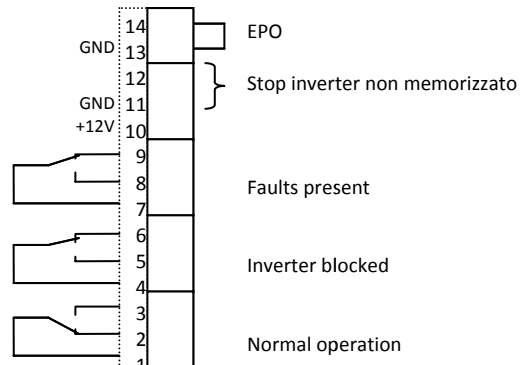 14 EPO
GND 13
12 Stop inverter non memorizzato
GND 11
+12V 10
9
8 Faults present
7
6
5 Inverter blocked
4
3
2 Normal operation
1